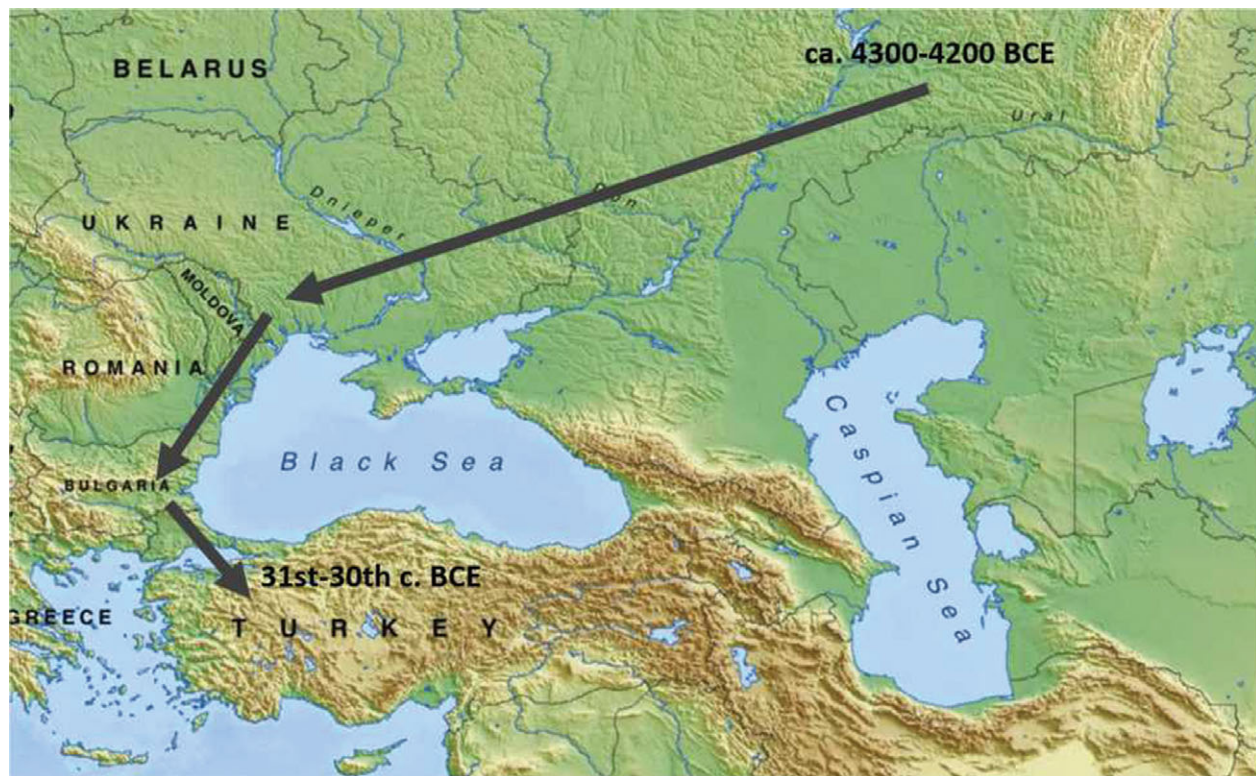 BELARUS
ca. 4300-4200 BCE
Ural
Don
Dnieper
UKRAINE
MOLDOVA
ROMANIA
Caspian Sea
Black Sea
BULGARIA
31st-30th c. BCE
GREECE
TURKEY